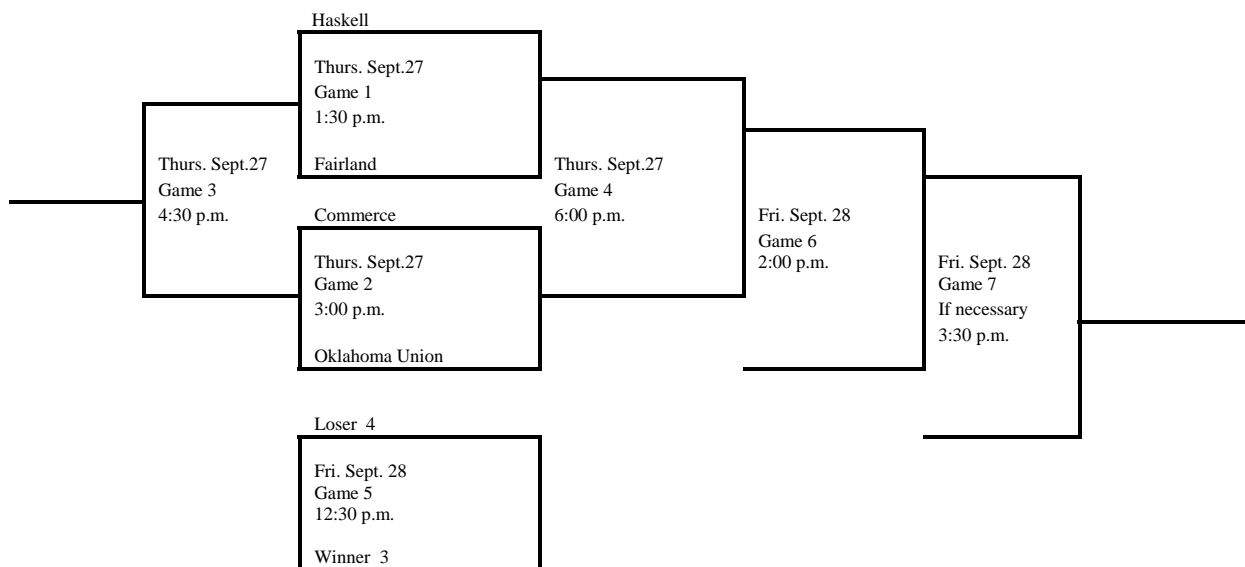 Haskell
Thurs. Sept.27
Game 1
1:30 p.m.
Fairland
Thurs. Sept.27
Game 3
4:30 p.m.
Commerce
Thurs. Sept.27
Game 2
3:00 p.m.
Oklahoma Union
Thurs. Sept.27
Game 4
6:00 p.m.
Fri. Sept. 28
Game 6
2:00 p.m.
Fri. Sept. 28
Game 7
If necessary
3:30 p.m.
Loser 4
Fri. Sept. 28
Game 5
12:30 p.m.
Winner 3